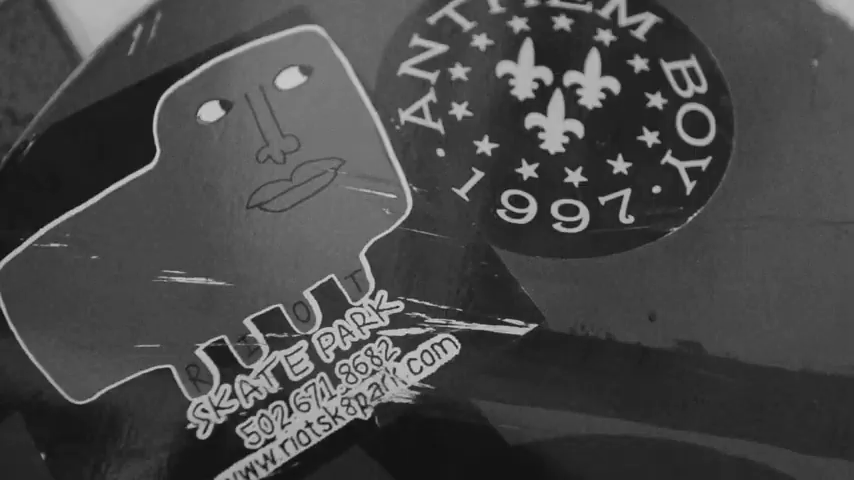 ANTHEM BOY.
.1997.
RIOT
SKATE PARK
502.671.8682
www.riotsk8park.com